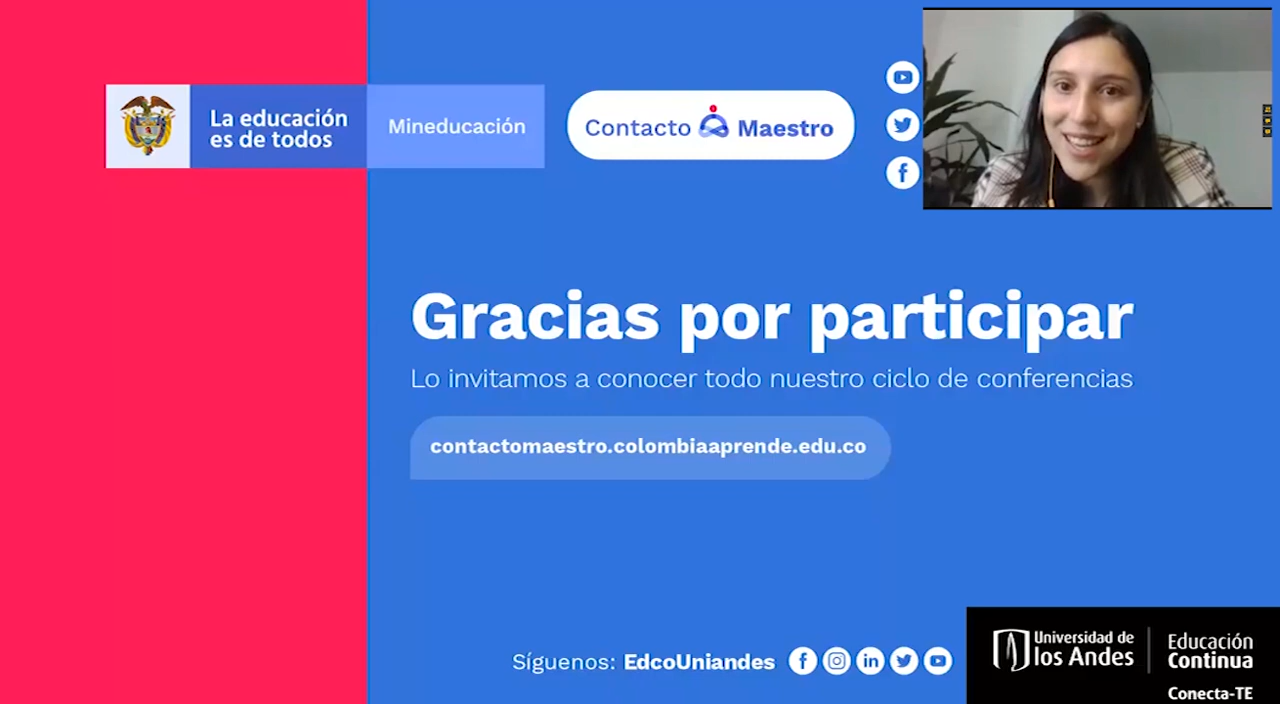 La educación
es de todos
Mineducación
Contacto Maestro
Gracias por participar
Lo invitamos a conocer todo nuestro ciclo de conferencias
contactomaestro.colombiaaprende.edu.co
Síguenos: EdcoUniandes
Universidad de
los Andes
Educación
Continua
Conecta-TE